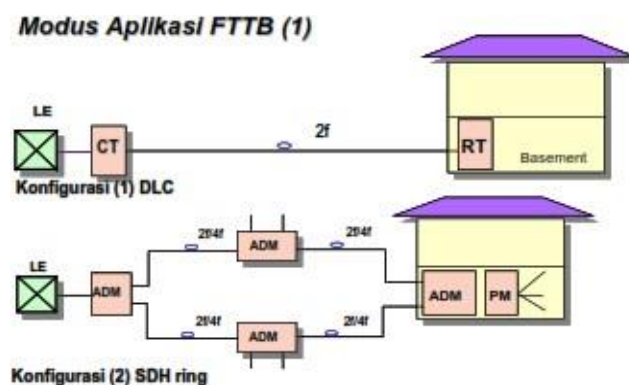 Modus Aplikasi FTTB (1)
LE
CT
2f
RT
Basement
Konfigurasi (1) DLC
2f/4f
ADM
2f/4f
LE
ADM
ADM
PM
2f/4f
ADM
2f/4f
Konfigurasi (2) SDH ring